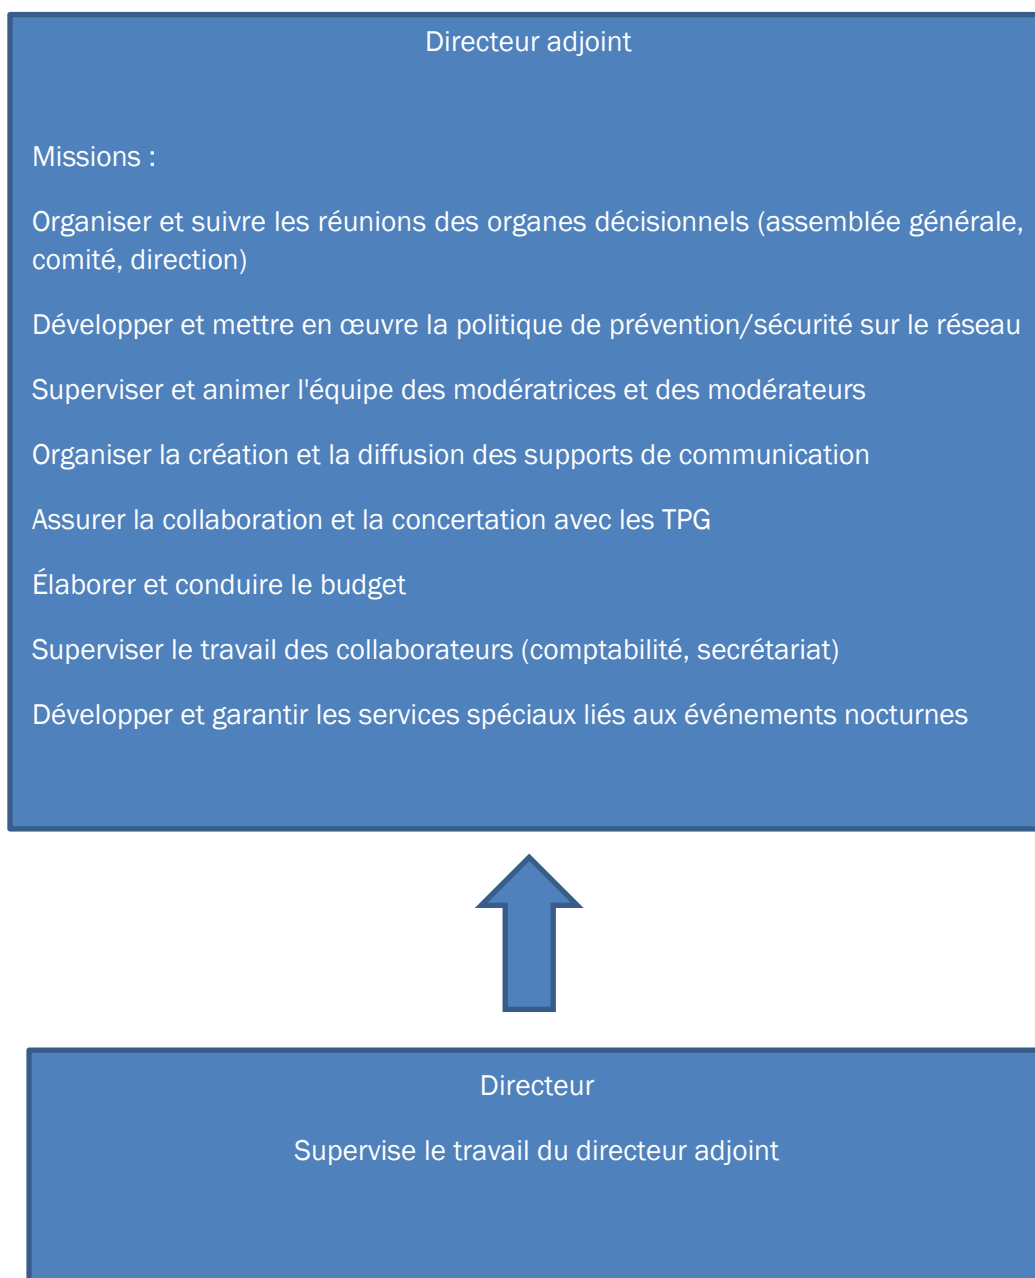 Directeur adjoint
Missions :
Organiser et suivre les réunions des organes décisionnels (assemblée générale,
comité, direction)
Développer et mettre en œuvre la politique de prévention/sécurité sur le réseau
Superviser et animer l'équipe des modératrices et des modérateurs
Organiser la création et la diffusion des supports de communication
Assurer la collaboration et la concertation avec les TPG
Élaborer et conduire le budget
Superviser le travail des collaborateurs (comptabilité, secrétariat)
Développer et garantir les services spéciaux liés aux événements nocturnes
Directeur
Supervise le travail du directeur adjoint